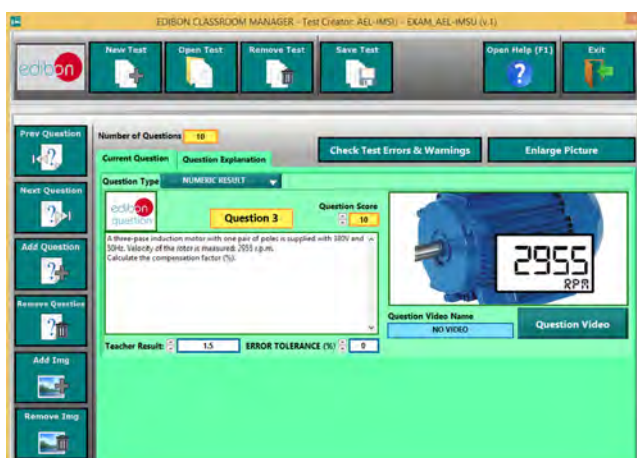 EDIBON CLASSROOM MANAGER - Test Creator: AEL-IMSU - EXAM_AEL-IMSU (v.1)
edibon
New Test
Open Test
Remove Test
Save Test
Open Help (F1)
Exit
Prev Question
Next Question
Add Question
Remove Question
Add Img
Remove Img
Number of Questions 10
Check Test Errors & Warnings
Enlarge Picture
Current Question
Question Explanation
Question Type NUMERIC RESULT
edibon
question
Question 3
Question Score
10
A three-pase induction motor with one pair of poles is supplied with 380V and
50Hz. Velocity of the rotor is measured: 2955 r.p.m.
Calculate the compensation factor (%).
2955
RPM
Question Video Name
NO VIDEO
Question Video
Teacher Result: 1.5 ERROR TOLERANCE (%) 0